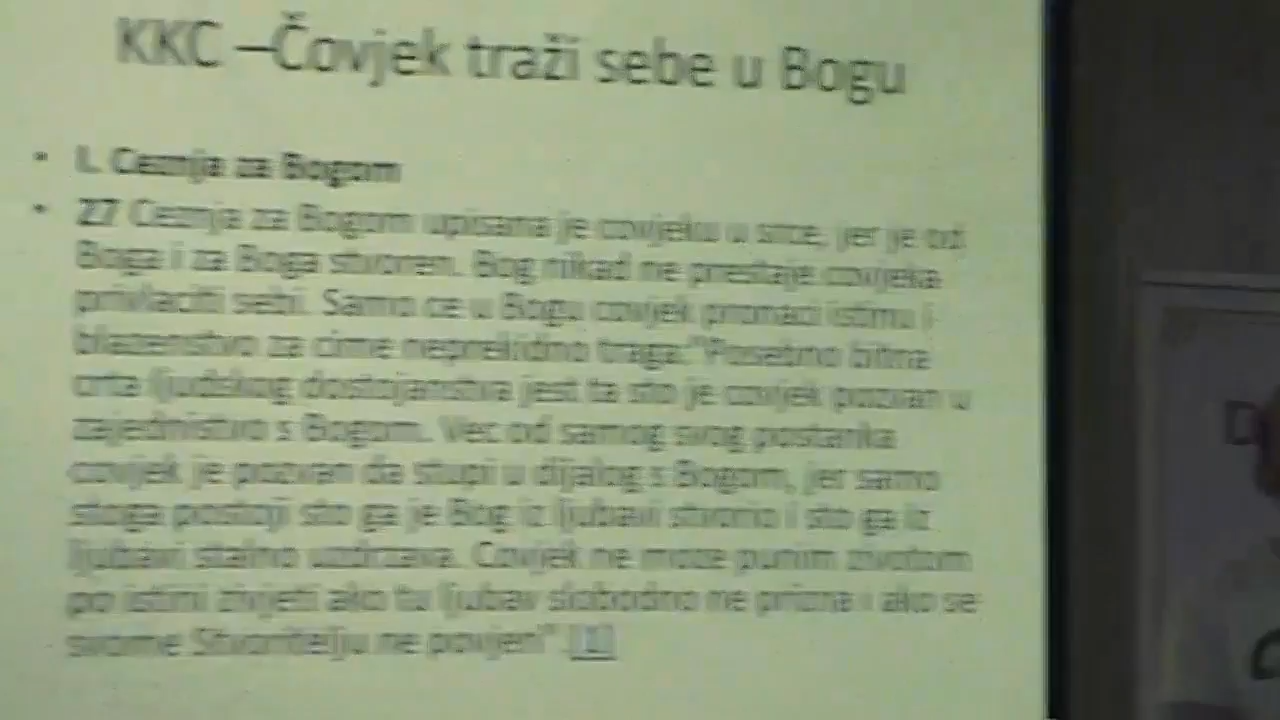 KKC –Čovjek traži sebe u Bogu
• I. Ceznja za Bogom
• 27 Ceznja za Bogom upisana je covjeku u srce, jer je od
Boga i za Boga stvoren. Bog nikad ne prestaje covjeka
privlaciti sebi. Samo ce u Bogu covjek pronaci istinu i
blazenstvo za cime neprekidno traga:"Posebno bitna
crta ljudskog dostojanstva jest ta sto je covjek pozvan u
zajednistvo s Bogom. Vec od samog svog postanka
covjek je pozvan da stupi u dijalog s Bogom, jer samo
stoga postoji sto ga je Bog iz ljubavi stvorio i sto ga iz
ljubavi stalno uzdrzava. Covjek ne moze punim zivotom
po istini zivjeti ako tu ljubav slobodno ne prizna i ako se
svome Stvoritelju ne povjeri".[1]